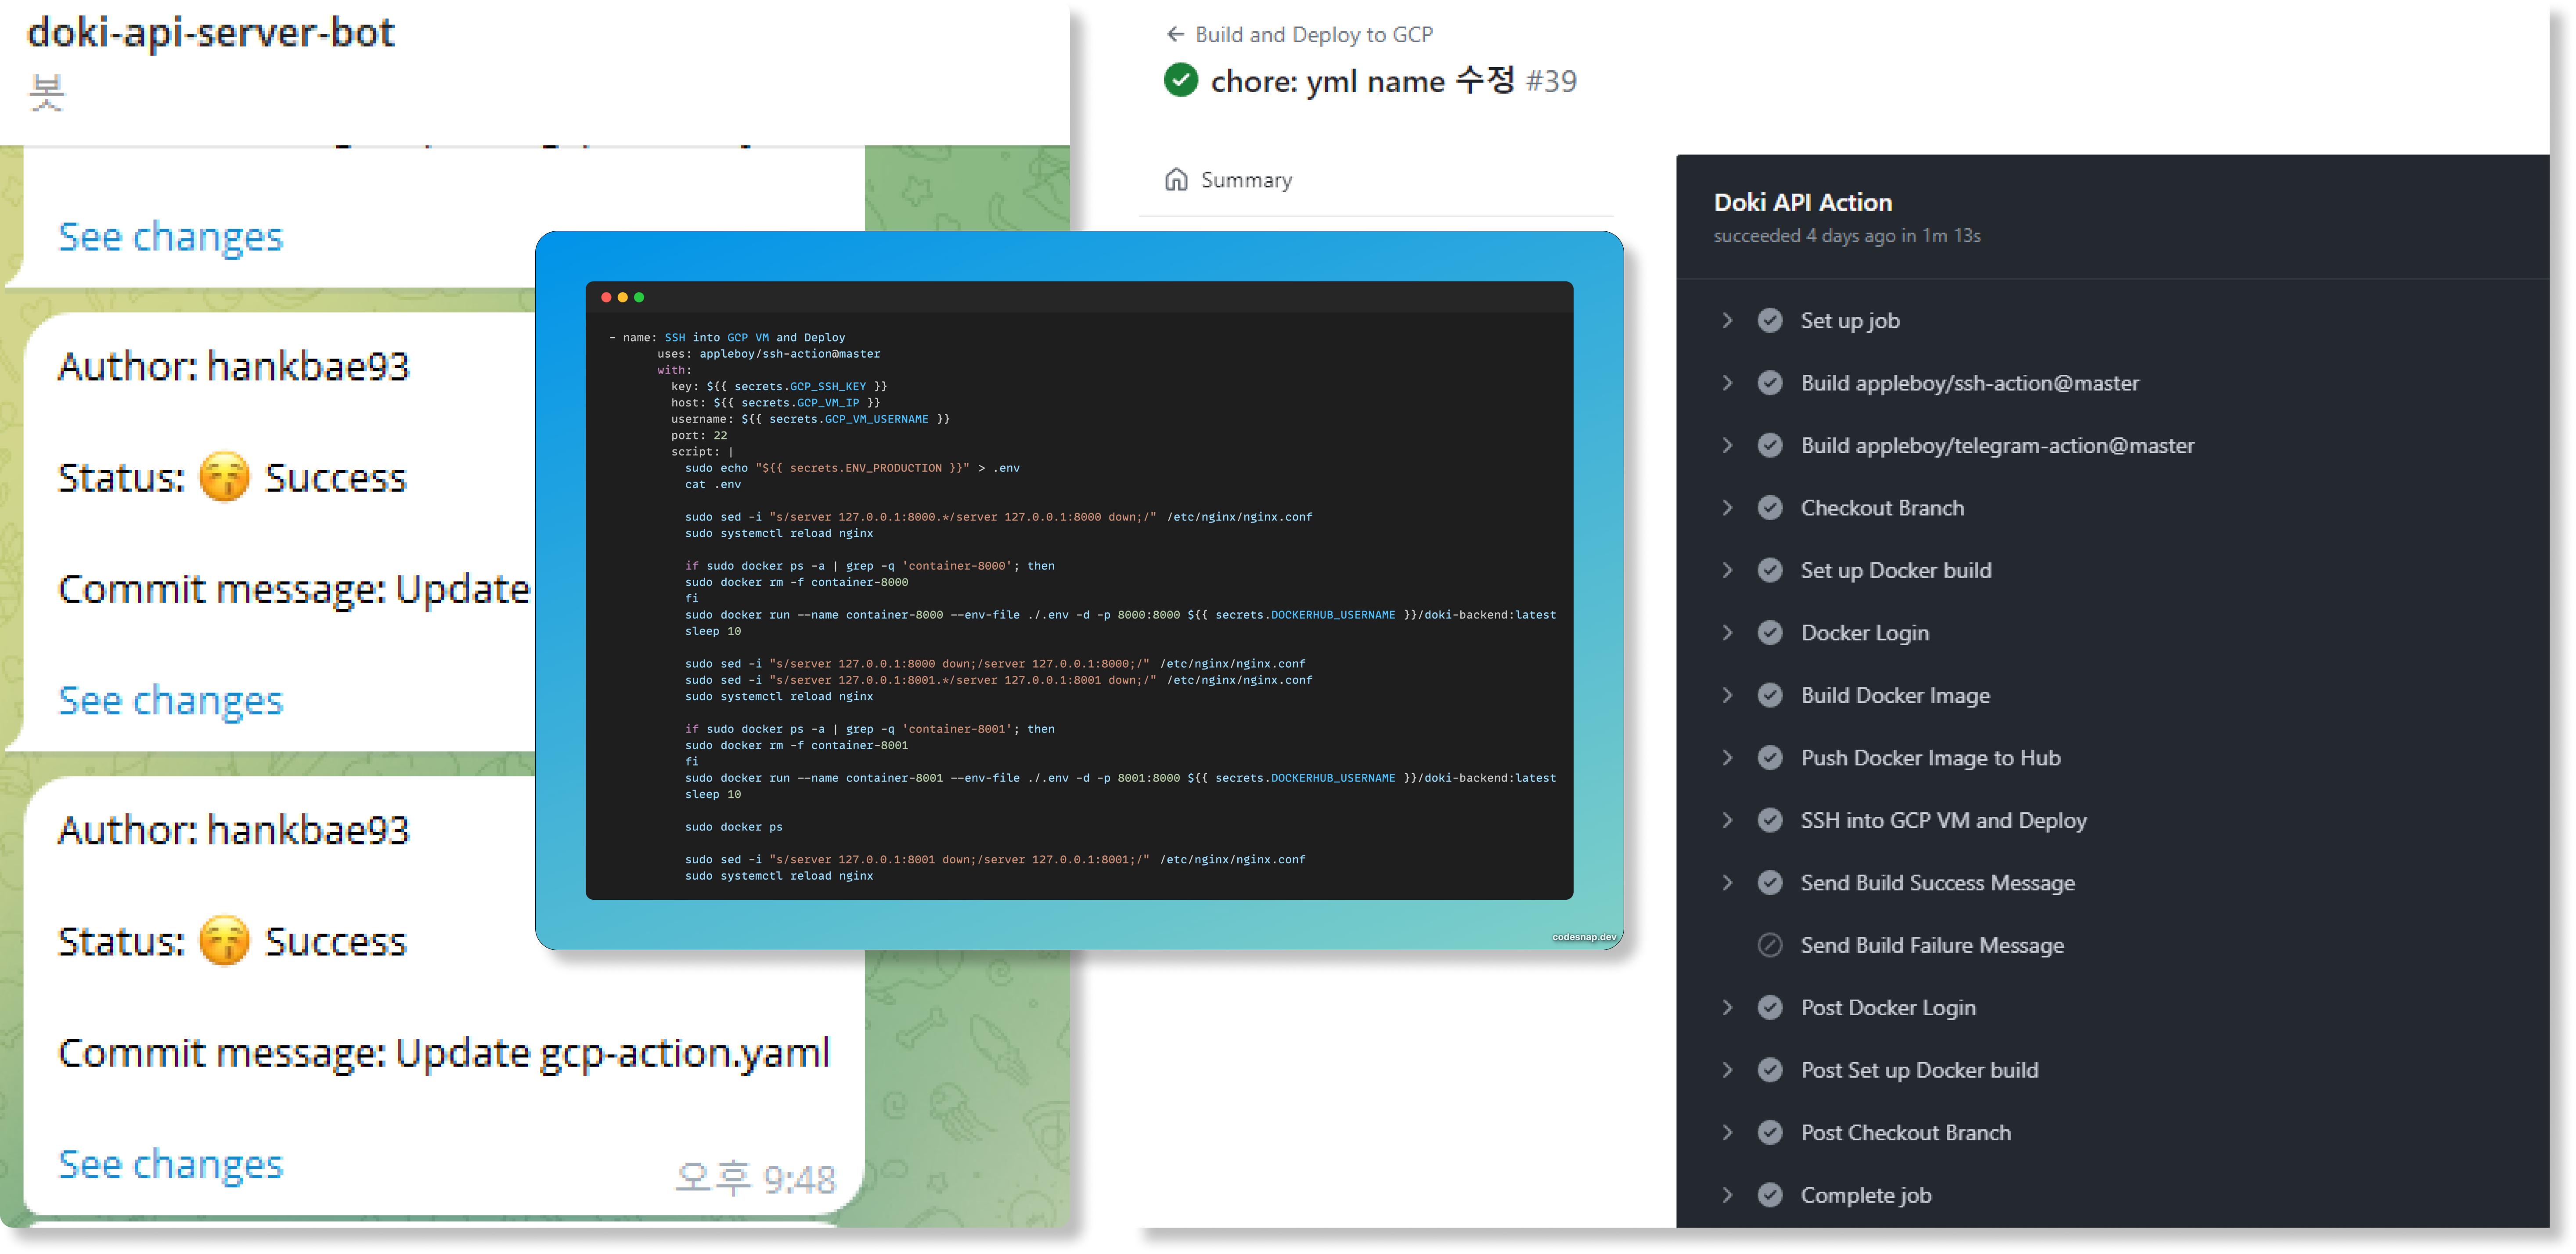 doki-api-server-bot
봇
See changes
Author: hankbae93
Status: 😚 Success
Commit message: Update
See changes
Author: hankbae93
Status: 😚 Success
Commit message: Update gcp-action.yaml
See changes
오후 9:48
- name: SSH into GCP VM and Deploy
uses: appleboy/ssh-action@master
with:
key: ${{ secrets.GCP_SSH_KEY }}
host: ${{ secrets.GCP_VM_IP }}
username: ${{ secrets.GCP_VM_USERNAME }}
port: 22
script: |
sudo echo "${{ secrets.ENV_PRODUCTION }}" > .env
cat .env
sudo sed -i "s/server 127.0.0.1:8000.*/server 127.0.0.1:8000 down;/" /etc/nginx/nginx.conf
sudo systemctl reload nginx
if sudo docker ps -a | grep -q 'container-8000'; then
sudo docker rm -f container-8000
fi
sudo docker run --name container-8000 --env-file ./.env -d -p 8000:8000 ${{ secrets.DOCKERHUB_USERNAME }}/doki-backend:latest
sleep 10
sudo sed -i "s/server 127.0.0.1:8000 down;/server 127.0.0.1:8000;/" /etc/nginx/nginx.conf
sudo sed -i "s/server 127.0.0.1:8001.*/server 127.0.0.1:8001 down;/" /etc/nginx/nginx.conf
sudo systemctl reload nginx
if sudo docker ps -a | grep -q 'container-8001'; then
sudo docker rm -f container-8001
fi
sudo docker run --name container-8001 --env-file ./.env -d -p 8001:8000 ${{ secrets.DOCKERHUB_USERNAME }}/doki-backend:latest
sleep 10
sudo docker ps
sudo sed -i "s/server 127.0.0.1:8001 down;/server 127.0.0.1:8001;/" /etc/nginx/nginx.conf
sudo systemctl reload nginx
codesnap.dev
← Build and Deploy to GCP
chore: yml name 수정 #39
Summary
Doki API Action
succeeded 4 days ago in 1m 13s
Set up job
Build appleboy/ssh-action@master
Build appleboy/telegram-action@master
Checkout Branch
Set up Docker build
Docker Login
Build Docker Image
Push Docker Image to Hub
SSH into GCP VM and Deploy
Send Build Success Message
Send Build Failure Message
Post Docker Login
Post Set up Docker build
Post Checkout Branch
Complete job